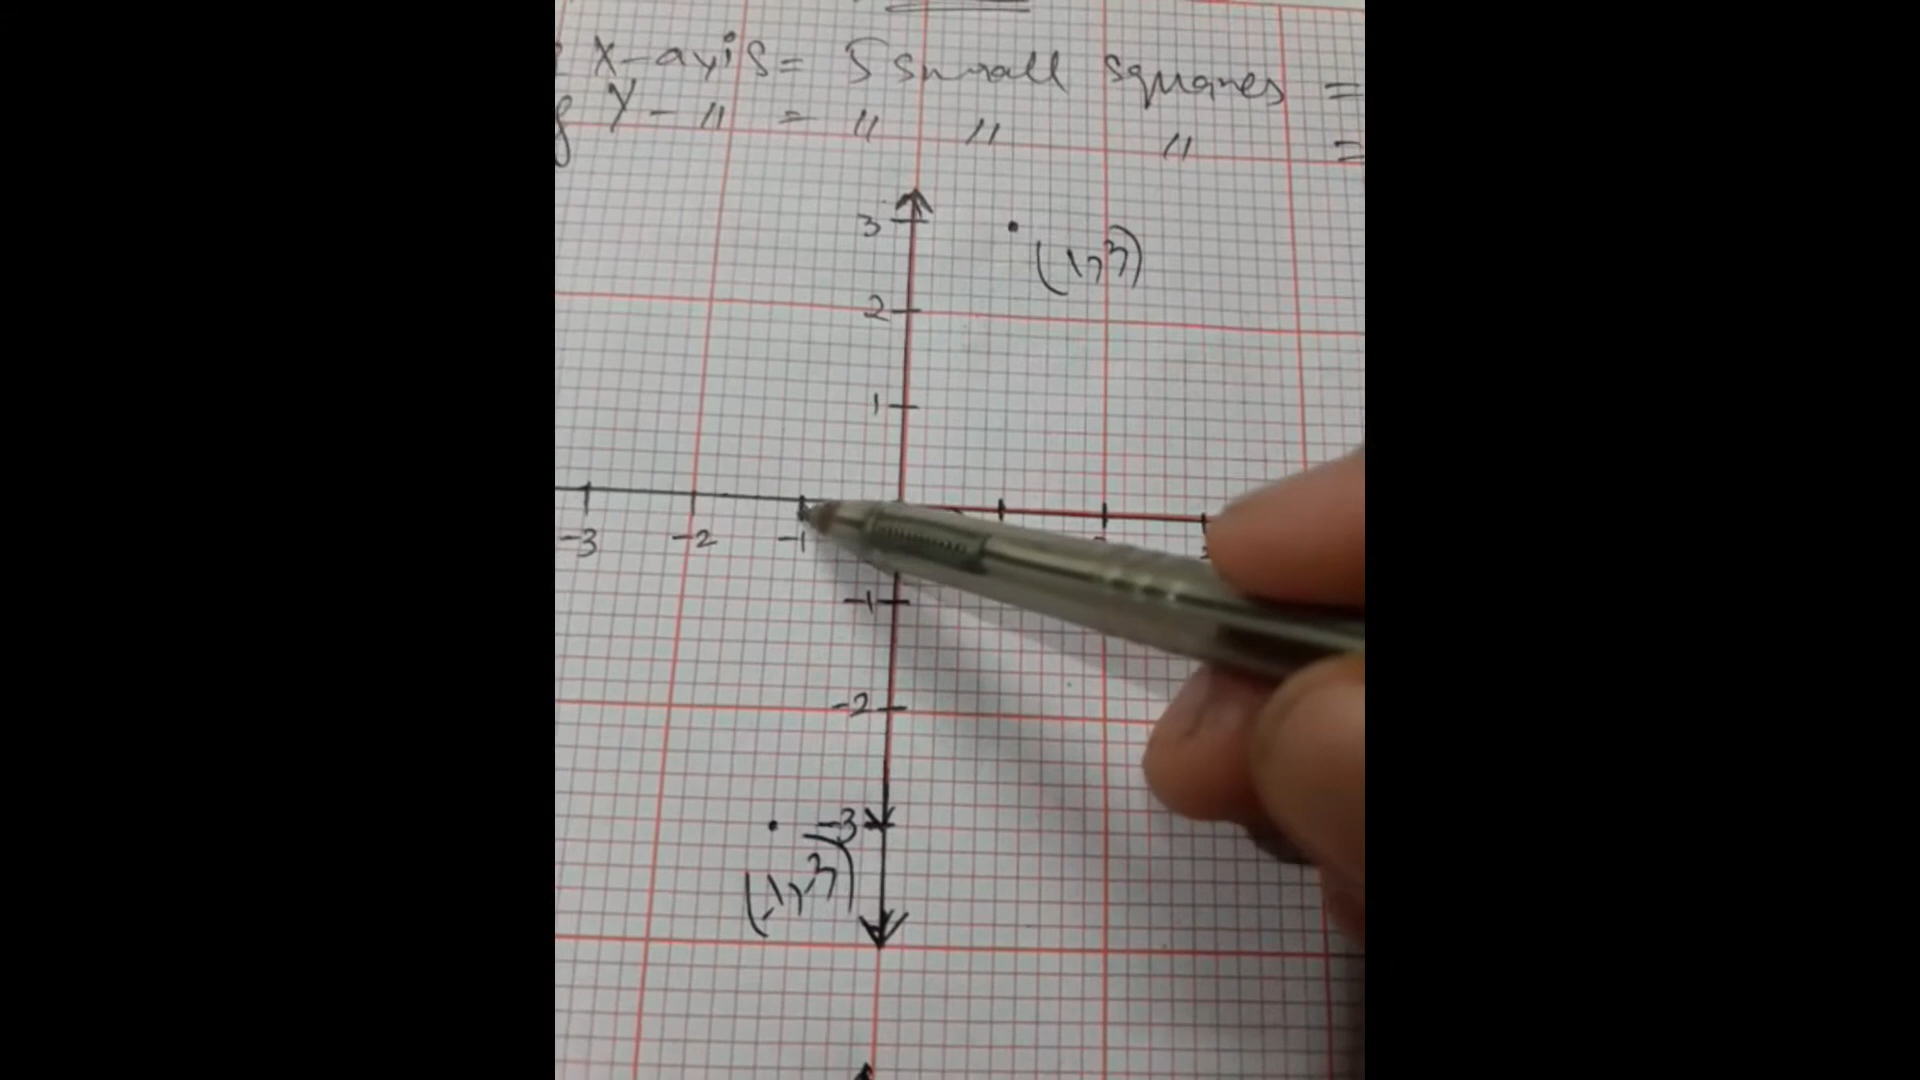 X-axis = 5 small squares =
Y- " = " " " =
3
(1,3)
2
1
-3 -2 -1
-1
-2
-3
(-1,-3)